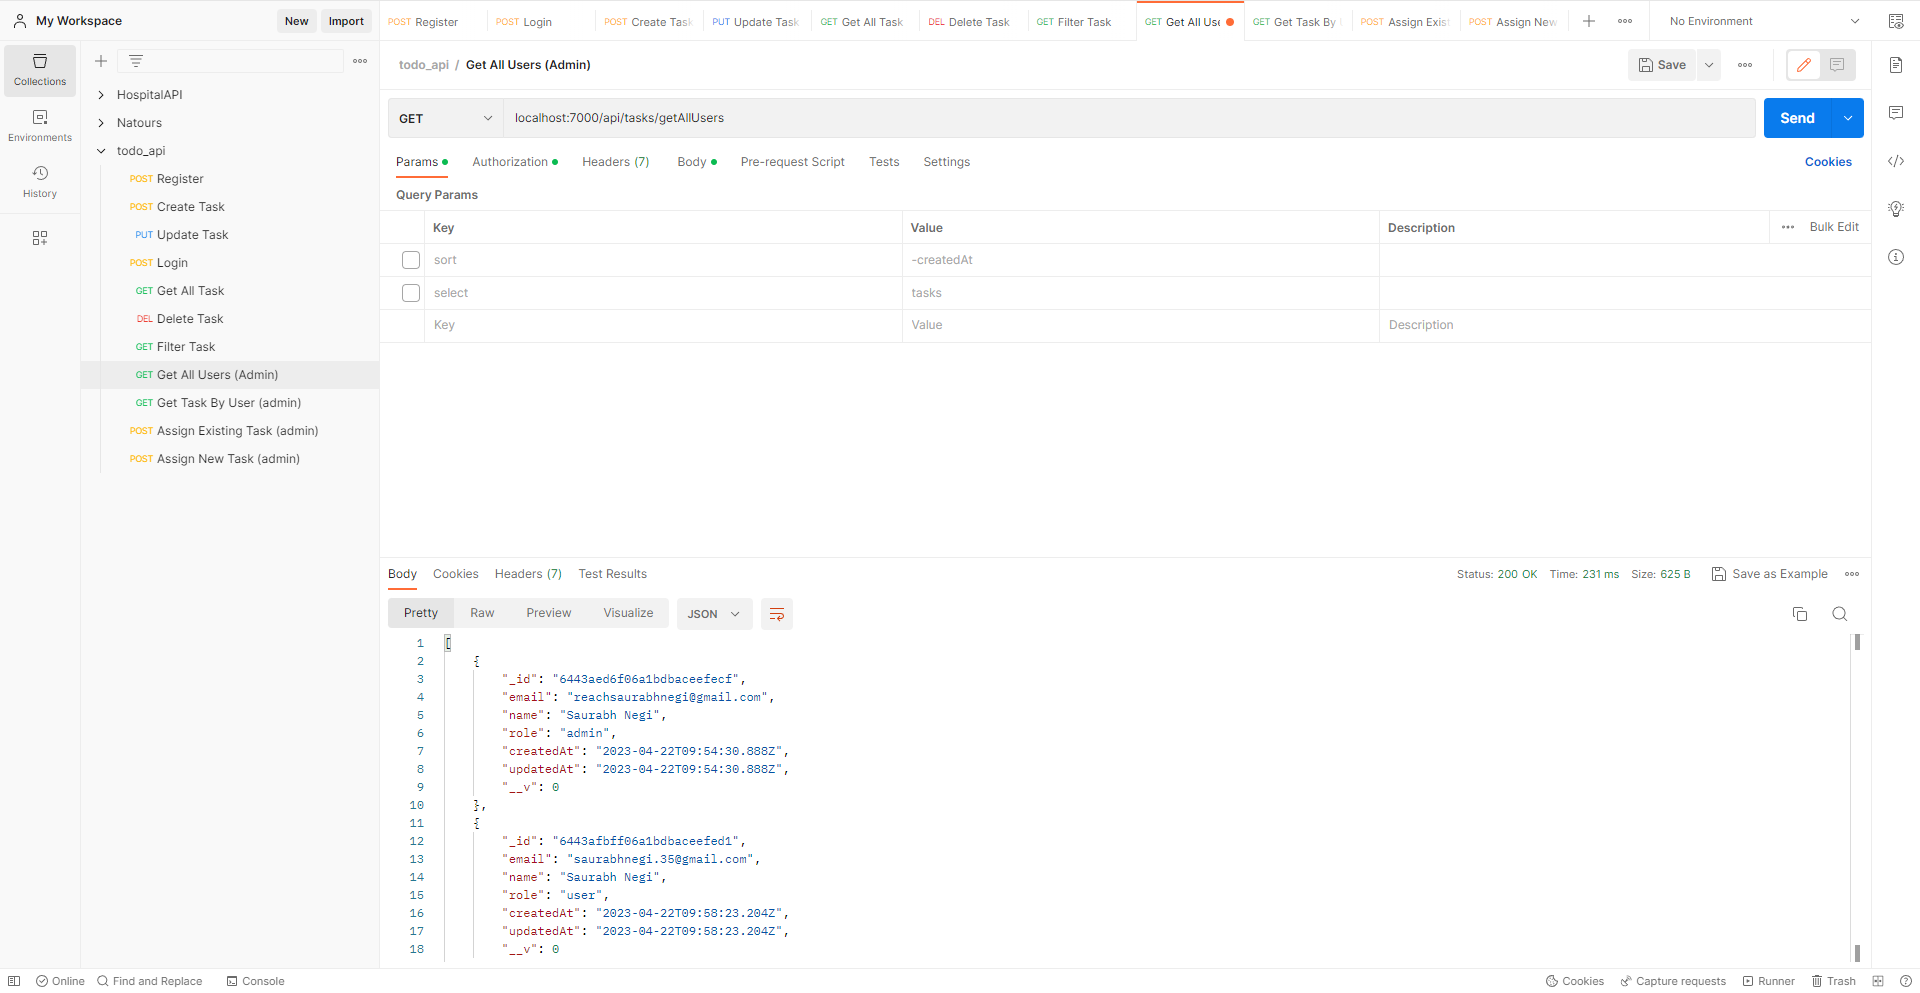 My Workspace
New
Import
POST Register
POST Login
POST Create Task
PUT Update Task
GET Get All Task
DEL Delete Task
GET Filter Task
GET Get All Use
GET Get Task By
POST Assign Exis
POST Assign New
No Environment
Collections
Environments
History
HospitalAPI
Natours
todo_api
POST Register
POST Create Task
PUT Update Task
POST Login
GET Get All Task
DEL Delete Task
GET Filter Task
GET Get All Users (Admin)
GET Get Task By User (admin)
POST Assign Existing Task (admin)
POST Assign New Task (admin)
todo_api / Get All Users (Admin)
Save
GET
localhost:7000/api/tasks/getAllUsers
Send
Params
Authorization
Headers (7)
Body
Pre-request Script
Tests
Settings
Cookies
Query Params
Key Value Description Bulk Edit
sort -createdAt
select tasks
Key Value Description
Body Cookies Headers (7) Test Results
Status: 200 OK Time: 231 ms Size: 625 B Save as Example
Pretty Raw Preview Visualize JSON
1 [
2 {
3 "_id": "6443aed6f06a1bdbaceefecf",
4 "email": "reachsaurabhnegi@gmail.com",
5 "name": "Saurabh Negi",
6 "role": "admin",
7 "createdAt": "2023-04-22T09:54:30.888Z",
8 "updatedAt": "2023-04-22T09:54:30.888Z",
9 "__v": 0
10 },
11 {
12 "_id": "6443afbff06a1bdbaceefed1",
13 "email": "saurabhnegi.35@gmail.com",
14 "name": "Saurabh Negi",
15 "role": "user",
16 "createdAt": "2023-04-22T09:58:23.204Z",
17 "updatedAt": "2023-04-22T09:58:23.204Z",
18 "__v": 0
Online
Find and Replace
Console
Cookies
Capture requests
Runner
Trash